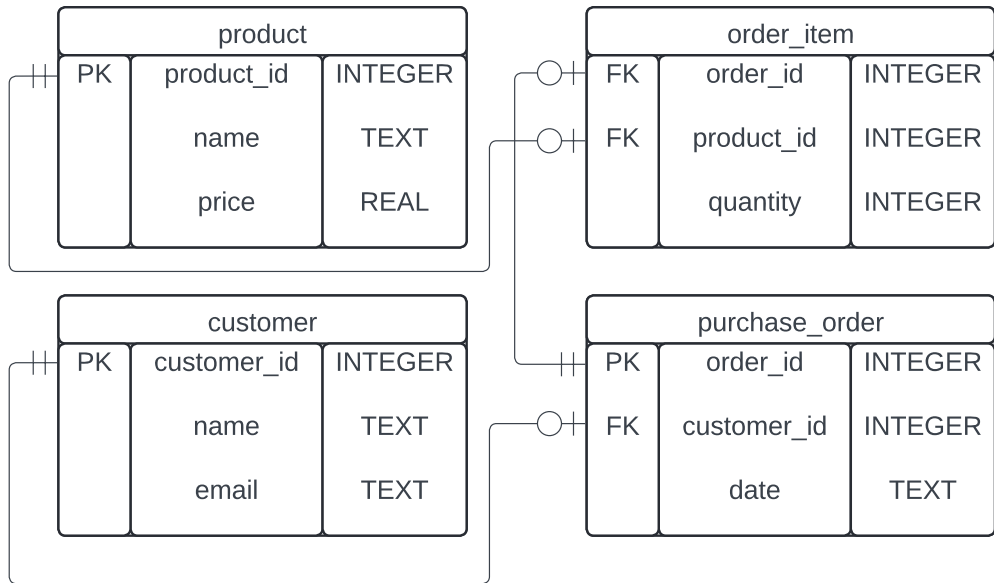 product
PK product_id INTEGER
name TEXT
price REAL
order_item
FK order_id INTEGER
FK product_id INTEGER
quantity INTEGER
customer
PK customer_id INTEGER
name TEXT
email TEXT
purchase_order
PK order_id INTEGER
FK customer_id INTEGER
date TEXT